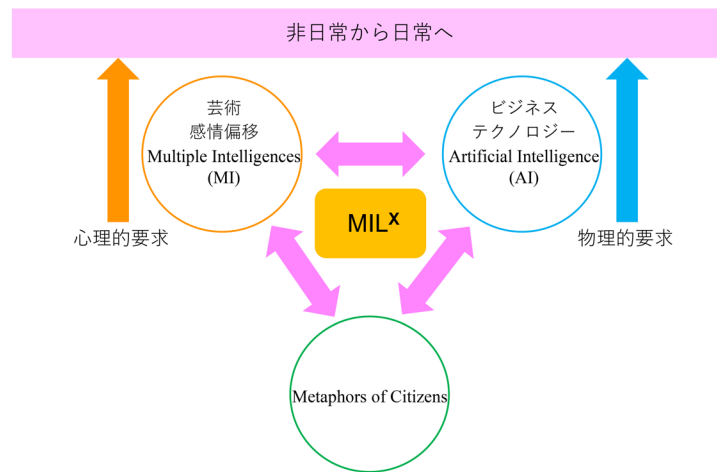 非日常から日常へ
芸術
感情偏移
Multiple Intelligences
(MI)
ビジネス
テクノロジー
Artificial Intelligence
(AI)
MILˣ
心理的要求
物理的要求
Metaphors of Citizens